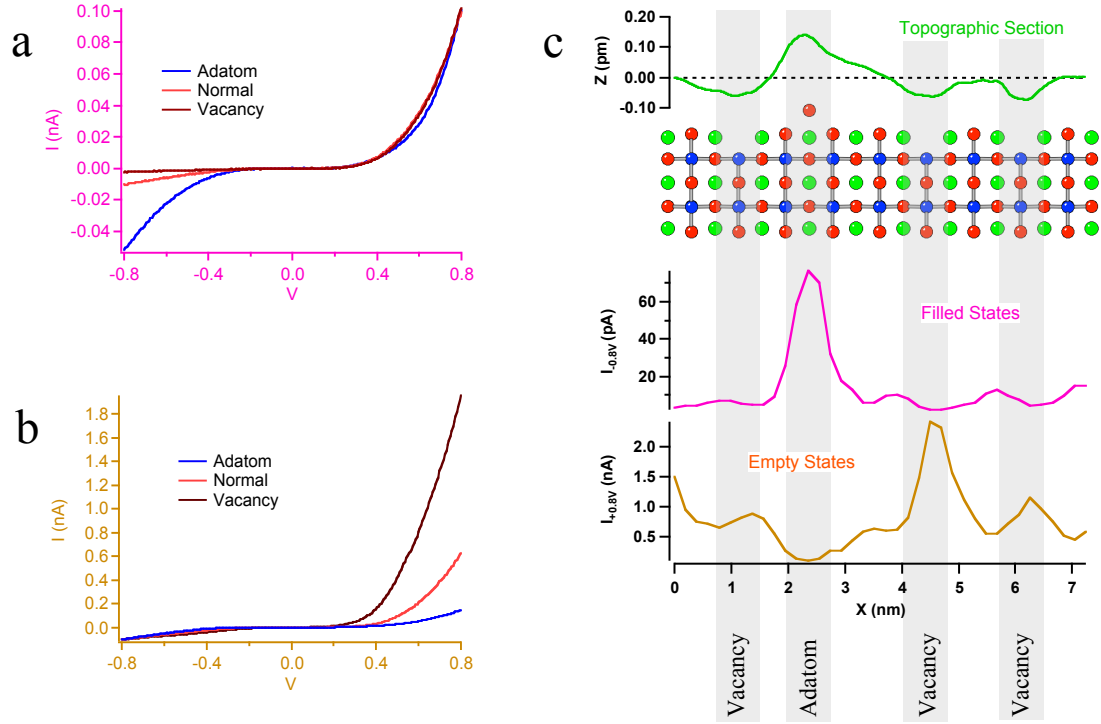 a
0.10
0.08
0.06
0.04
0.02
0.00
-0.02
-0.04
I (nA)
Adatom
Normal
Vacancy
-0.8
-0.4
0.0
0.4
0.8
V
b
1.8
1.6
1.4
1.2
1.0
0.8
0.6
0.4
0.2
0.0
I (nA)
Adatom
Normal
Vacancy
-0.8
-0.4
0.0
0.4
0.8
V
c
0.20
0.10
0.00
-0.10
Z (pm)
Topographic Section
60
40
20
I-0.8V (pA)
Filled States
2.0
1.5
1.0
0.5
I+0.8V (nA)
Empty States
0
1
2
3
4
5
6
7
X (nm)
Vacancy
Adatom
Vacancy
Vacancy